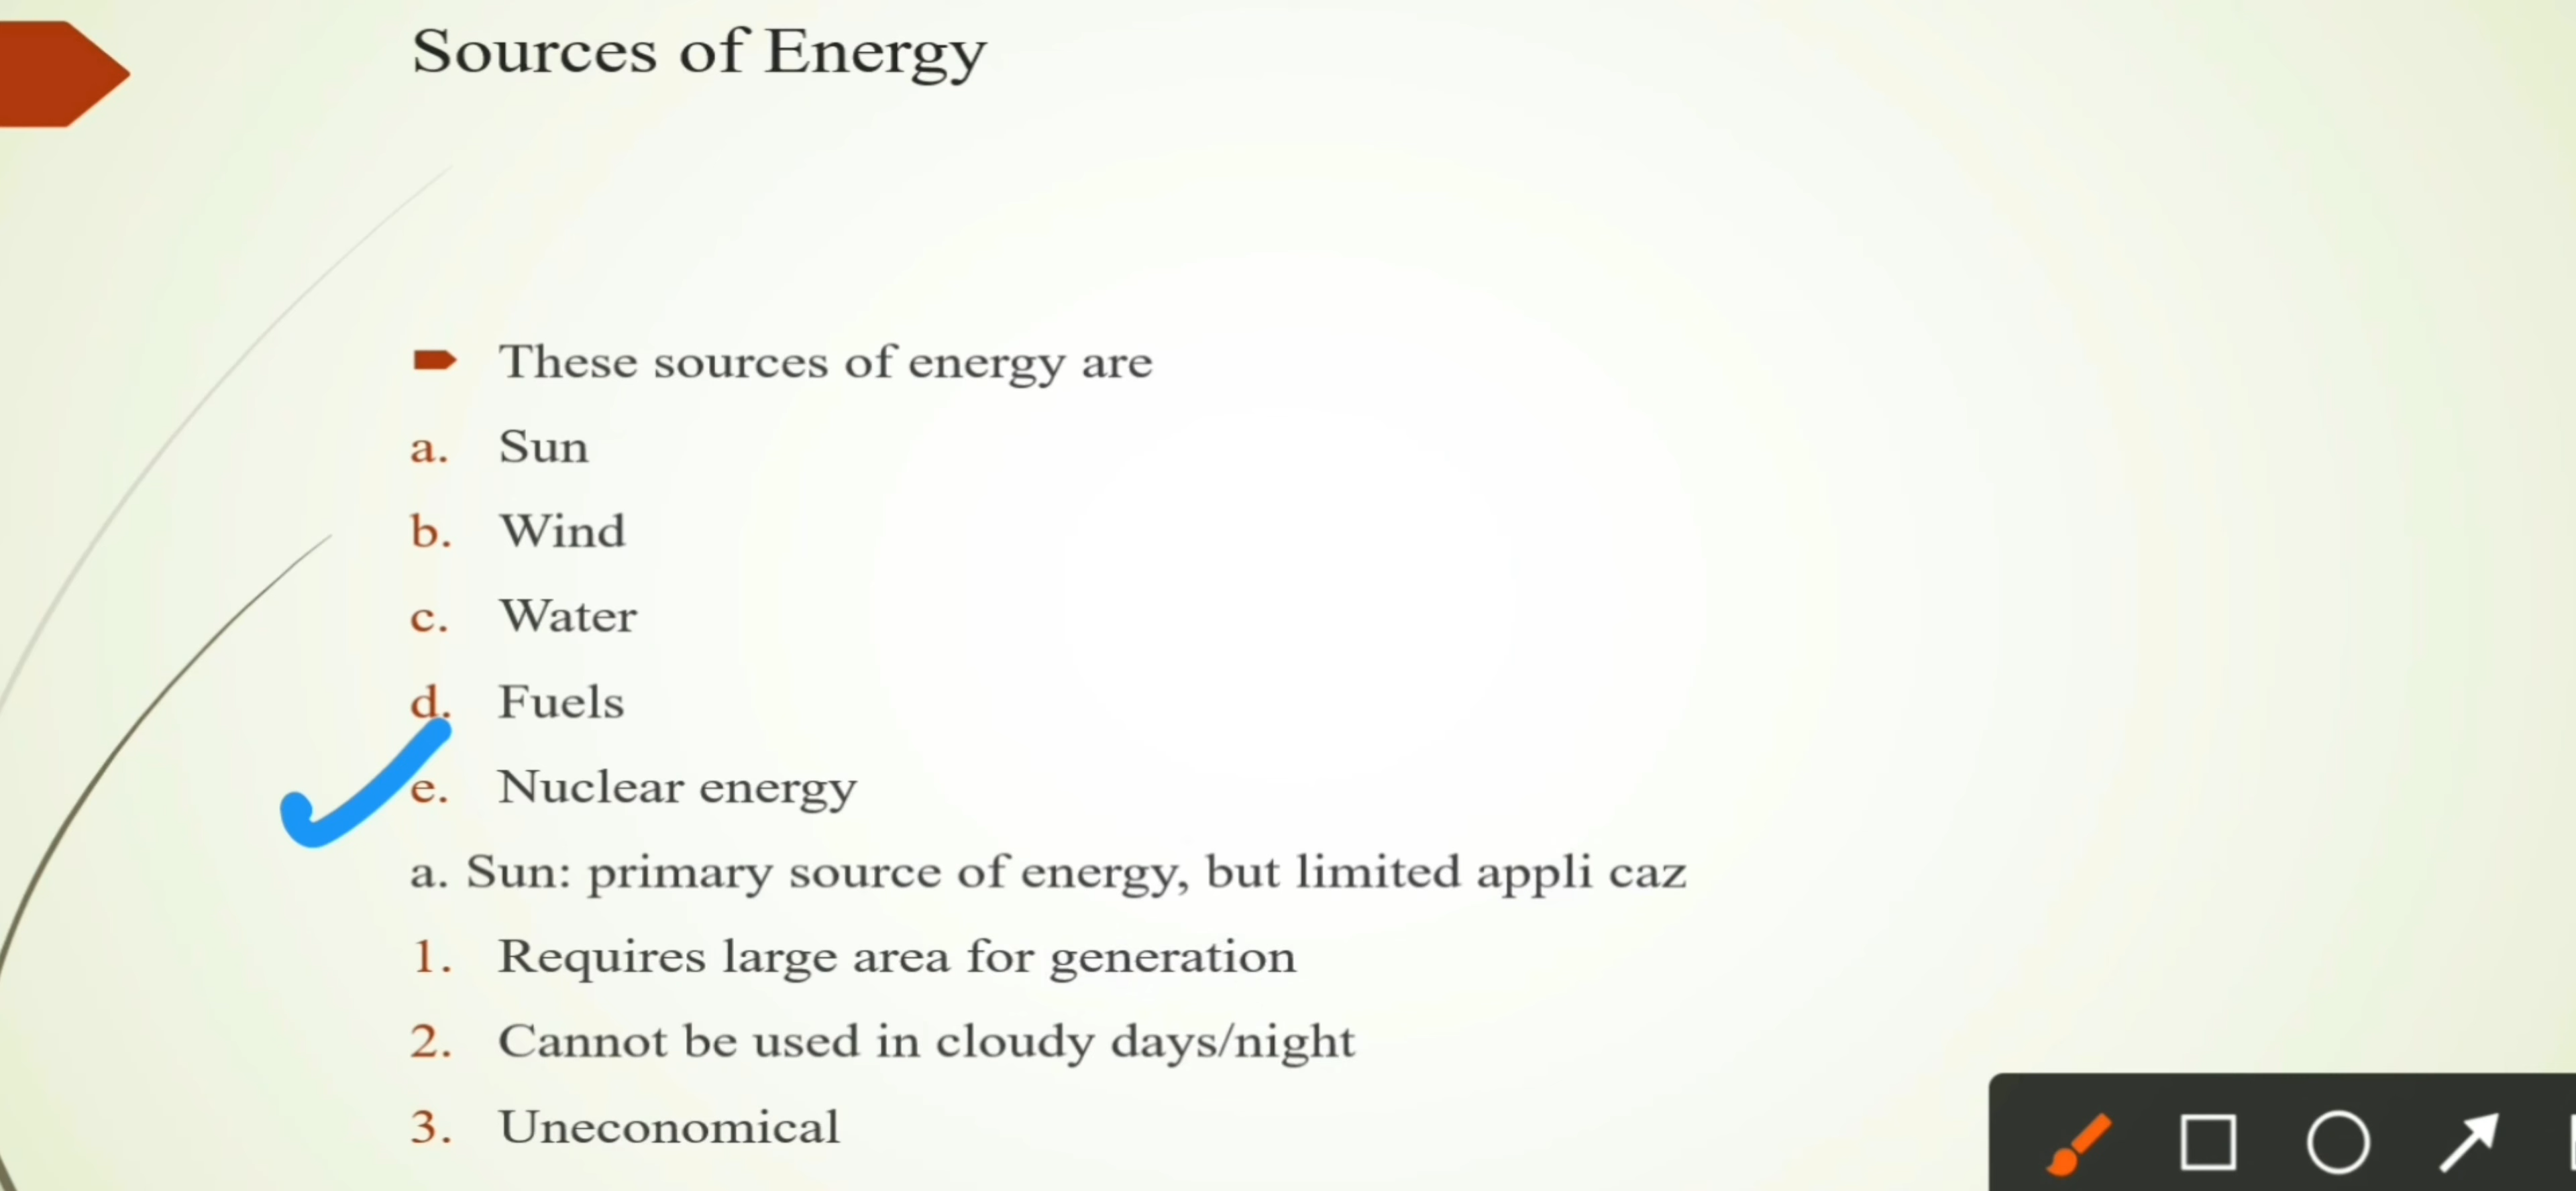 Sources of Energy
These sources of energy are
a. Sun
b. Wind
c. Water
d. Fuels
e. Nuclear energy
a. Sun: primary source of energy, but limited appli caz
1. Requires large area for generation
2. Cannot be used in cloudy days/night
3. Uneconomical